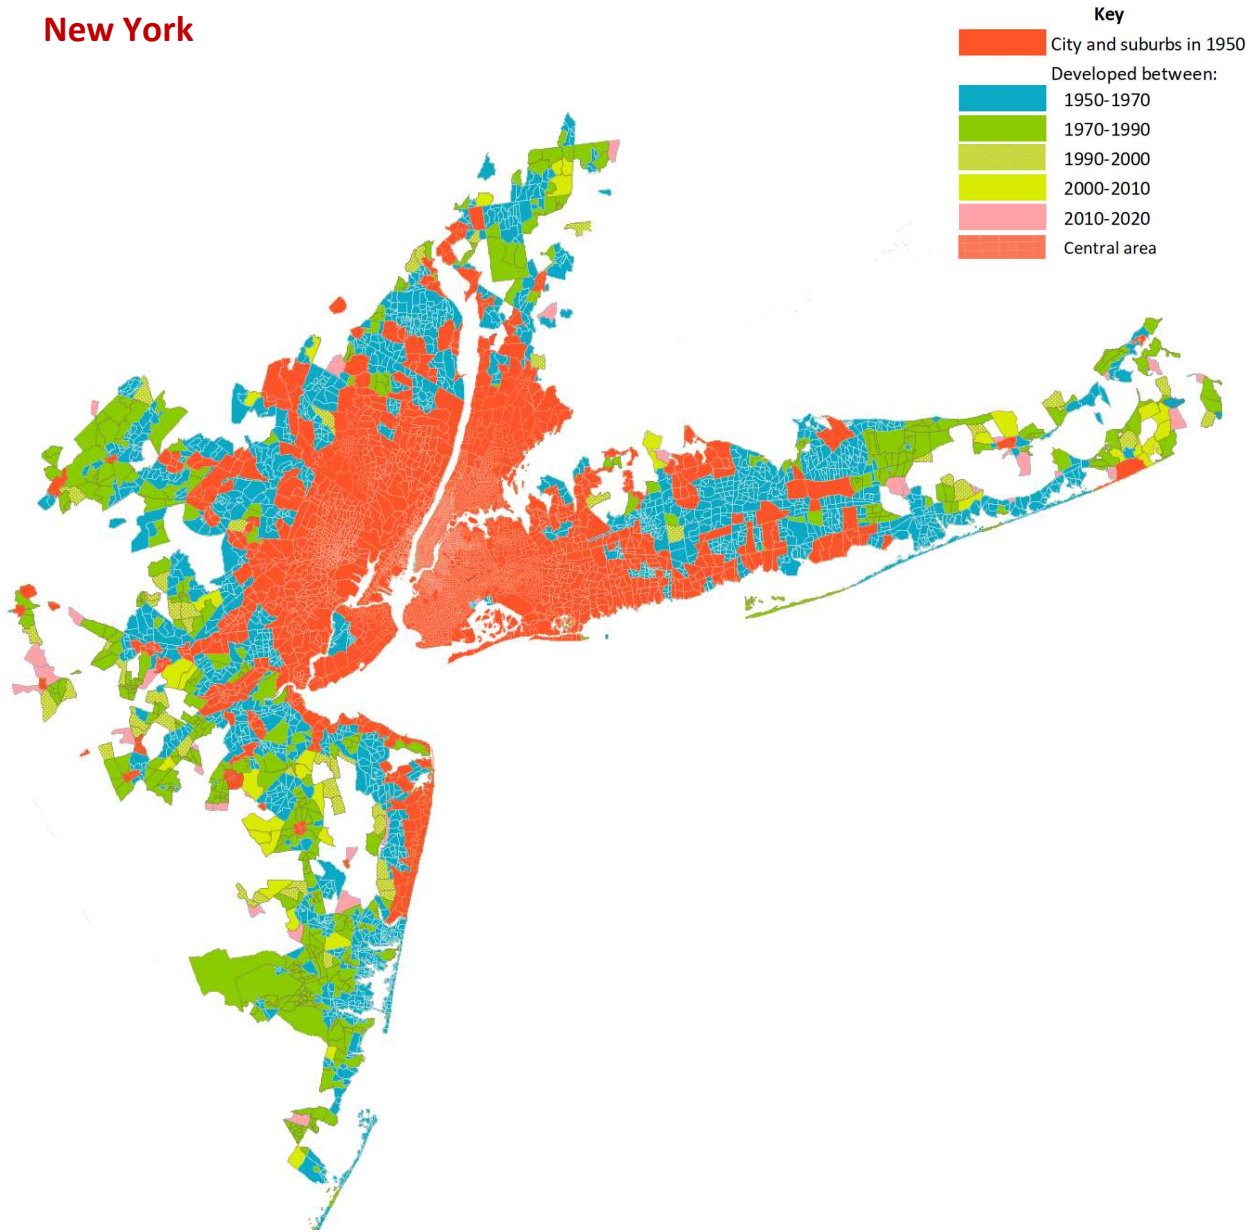 New York
Key
City and suburbs in 1950
Developed between:
1950-1970
1970-1990
1990-2000
2000-2010
2010-2020
Central area